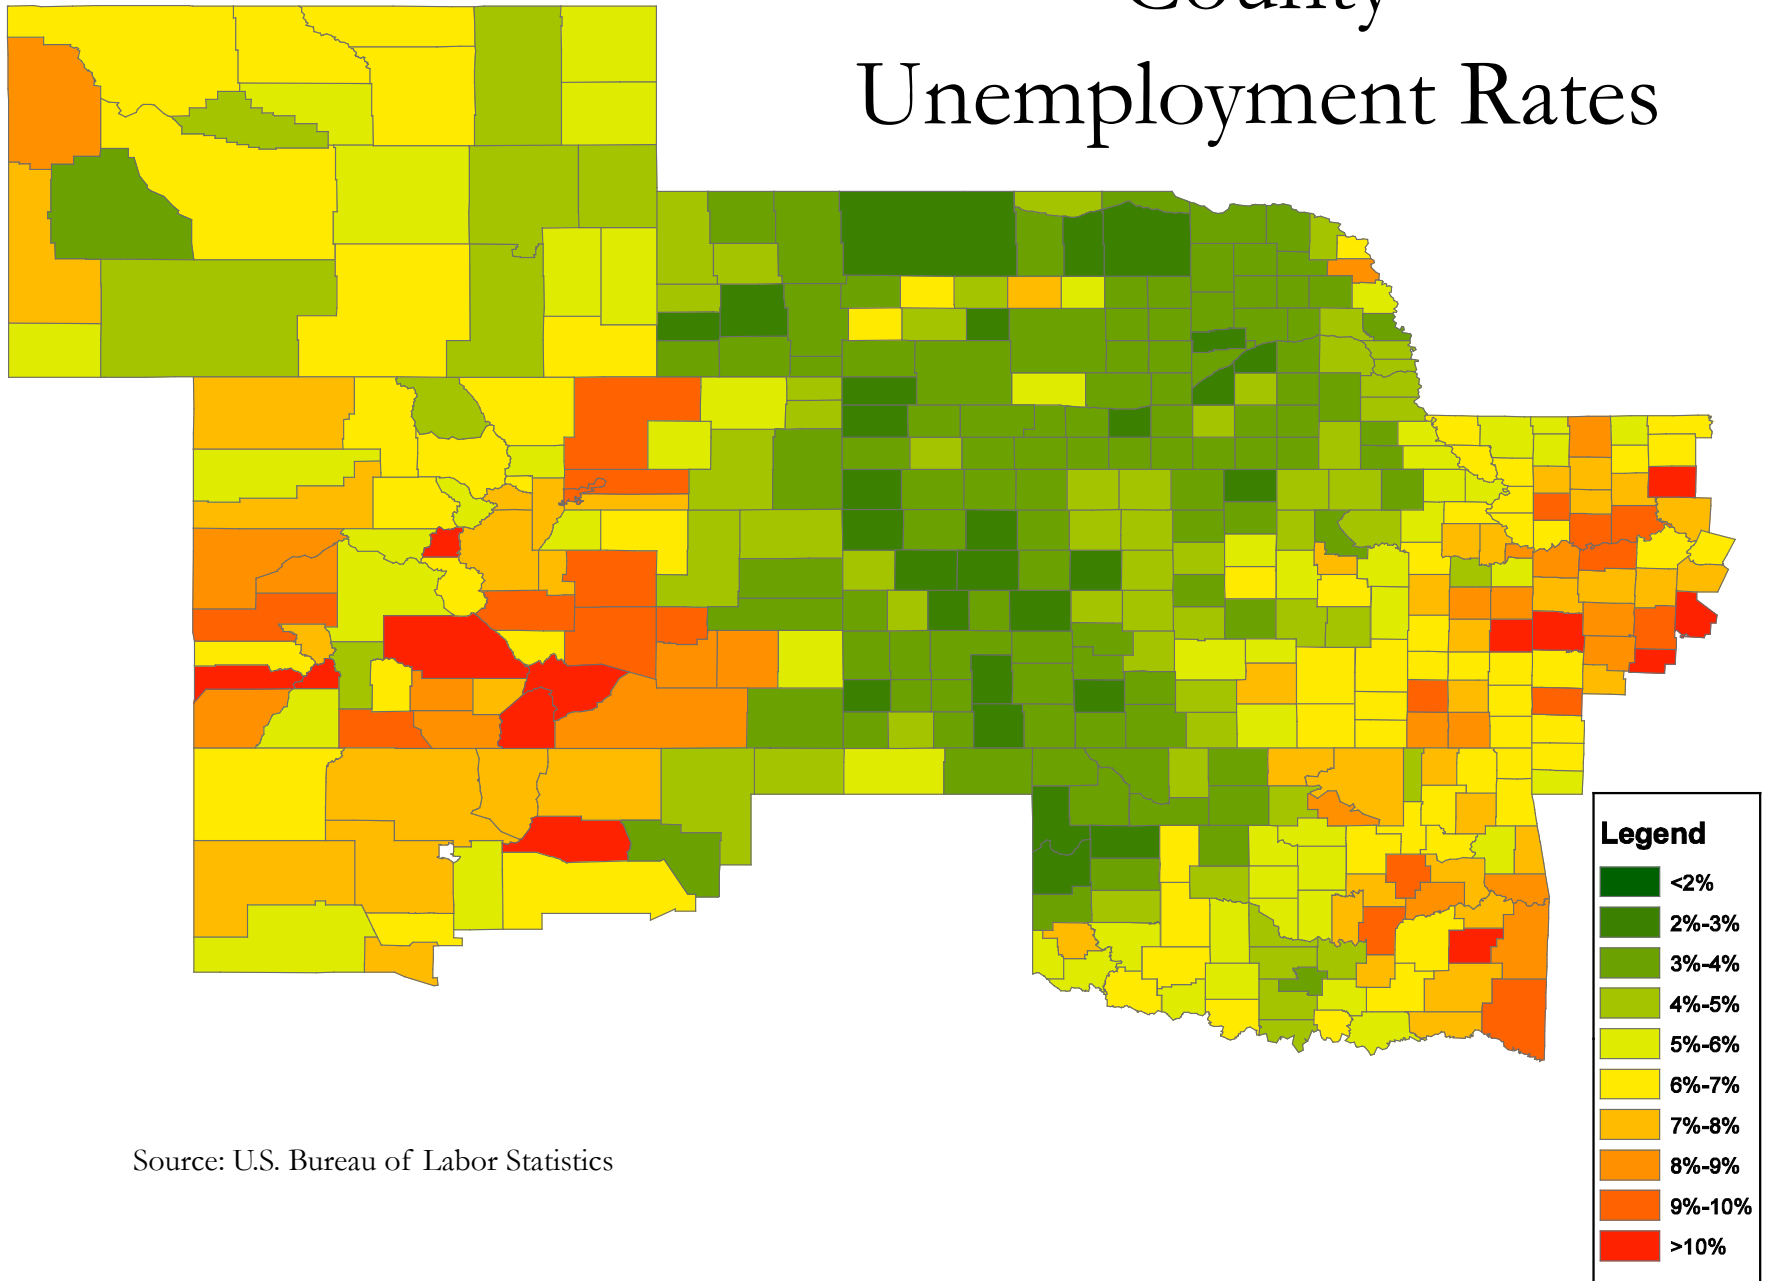 County
Unemployment Rates
Legend
<2%
2%-3%
3%-4%
4%-5%
5%-6%
6%-7%
7%-8%
8%-9%
9%-10%
>10%
Source: U.S. Bureau of Labor Statistics